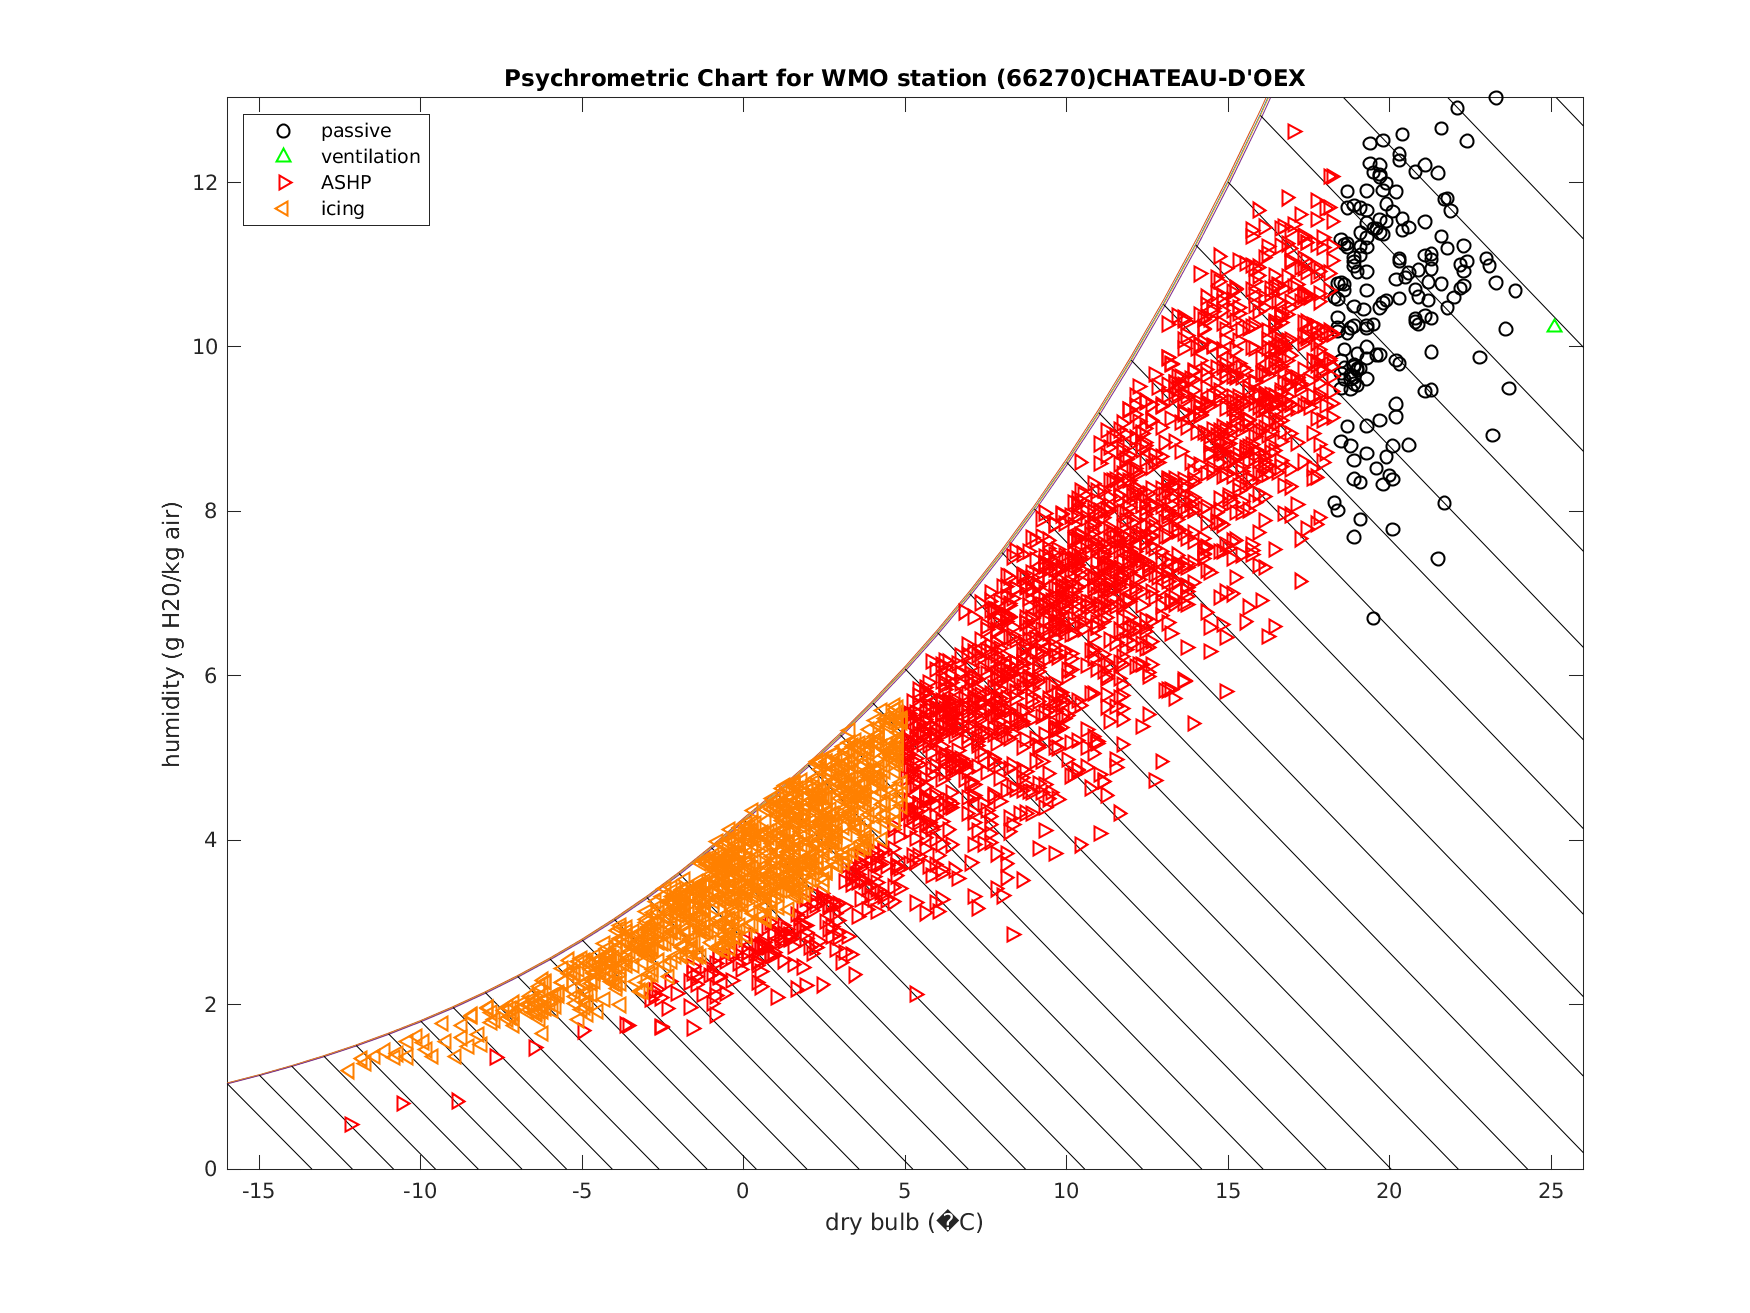 Psychrometric Chart for WMO station (66270)CHATEAU-D'OEX
passive
ventilation
ASHP
icing
12
10
8
6
4
2
0
humidity (g H20/kg air)
-15 -10 -5 0 5 10 15 20 25
dry bulb (�C)